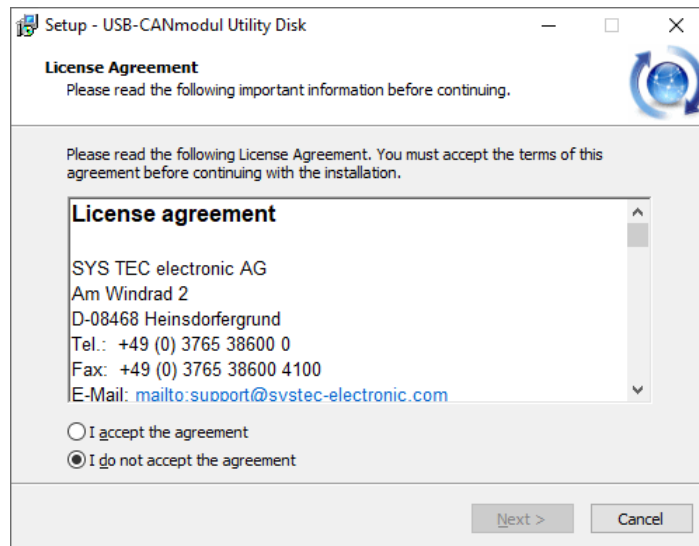 Setup - USB-CANmodul Utility Disk
License Agreement
Please read the following important information before continuing.
Please read the following License Agreement. You must accept the terms of this
agreement before continuing with the installation.
License agreement
SYS TEC electronic AG
Am Windrad 2
D-08468 Heinsdorfergrund
Tel.: +49 (0) 3765 38600 0
Fax: +49 (0) 3765 38600 4100
E-Mail: mailto:support@systec-electronic.com
I accept the agreement
I do not accept the agreement
Next >
Cancel